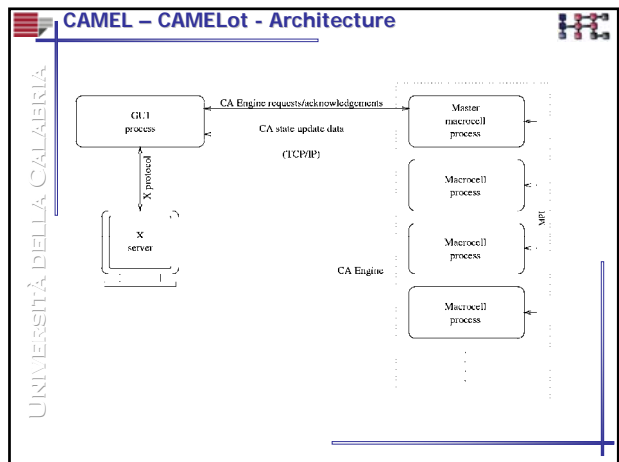 CAMEL – CAMELot - Architecture
UNIVERSITÀ DELLA CALABRIA
GUI
process
CA Engine requests/acknowledgements
CA state update data
(TCP/IP)
X protocol
X
server
CA Engine
Master
macrocell
process
Macrocell
process
Macrocell
process
Macrocell
process
MPI